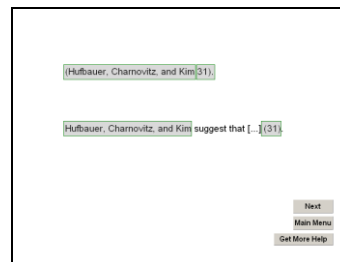 (Hufbauer, Charnovitz, and Kim 31).
Hufbauer, Charnovitz, and Kim suggest that [...] (31).
Next
Main Menu
Get More Help